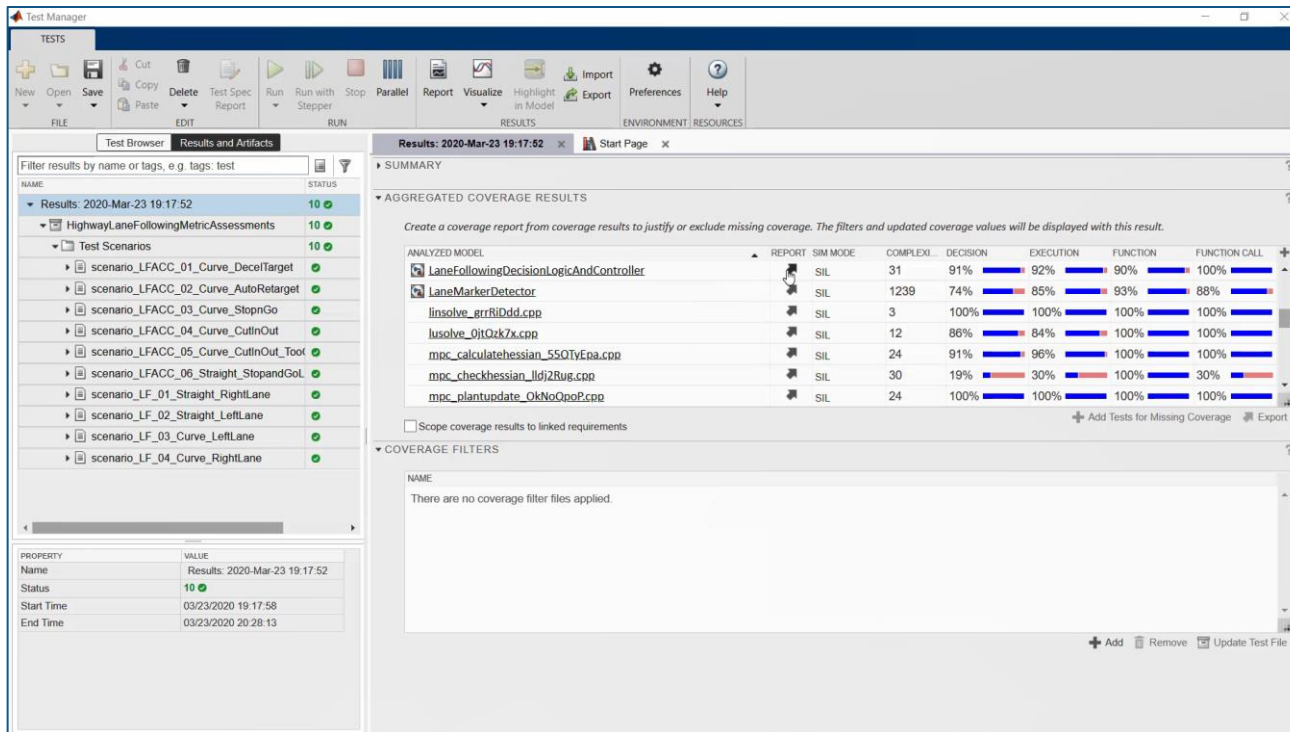 Test Manager
TESTS
New Open Save Cut Copy Paste Delete Test Spec Report Run Run with Stepper Stop Parallel Report Visualize Highlight in Model Import Export Preferences Help
FILE EDIT RUN RESULTS ENVIRONMENT RESOURCES
Test Browser Results and Artifacts
Filter results by name or tags, e.g. tags: test
NAME STATUS
Results: 2020-Mar-23 19:17:52 10
HighwayLaneFollowingMetricAssessments 10
Test Scenarios 10
scenario_LFACC_01_Curve_DecelTarget
scenario_LFACC_02_Curve_AutoRetarget
scenario_LFACC_03_Curve_StopnGo
scenario_LFACC_04_Curve_CutInOut
scenario_LFACC_05_Curve_CutInOut_Too
scenario_LFACC_06_Straight_StopandGoL
scenario_LF_01_Straight_RightLane
scenario_LF_02_Straight_LeftLane
scenario_LF_03_Curve_LeftLane
scenario_LF_04_Curve_RightLane
PROPERTY VALUE
Name Results: 2020-Mar-23 19:17:52
Status 10
Start Time 03/23/2020 19:17:58
End Time 03/23/2020 20:28:13
Results: 2020-Mar-23 19:17:52 Start Page
SUMMARY
AGGREGATED COVERAGE RESULTS
Create a coverage report from coverage results to justify or exclude missing coverage. The filters and updated coverage values will be displayed with this result.
ANALYZED MODEL REPORT SIM MODE COMPLEXI... DECISION EXECUTION FUNCTION FUNCTION CALL
LaneFollowingDecisionLogicAndController SIL 31 91% 92% 90% 100%
LaneMarkerDetector SIL 1239 74% 85% 93% 88%
linsolve_grrRiDdd.cpp SIL 3 100% 100% 100% 100%
lusolve_0jtOzk7x.cpp SIL 12 86% 84% 100% 100%
mpc_calculatehessian_55QTyEpa.cpp SIL 24 91% 96% 100% 100%
mpc_checkhessian_lldj2Rug.cpp SIL 30 19% 30% 100% 30%
mpc_plantupdate_OkNoQpoP.cpp SIL 24 100% 100% 100% 100%
Add Tests for Missing Coverage Export
Scope coverage results to linked requirements
COVERAGE FILTERS
NAME
There are no coverage filter files applied.
Add Remove Update Test File